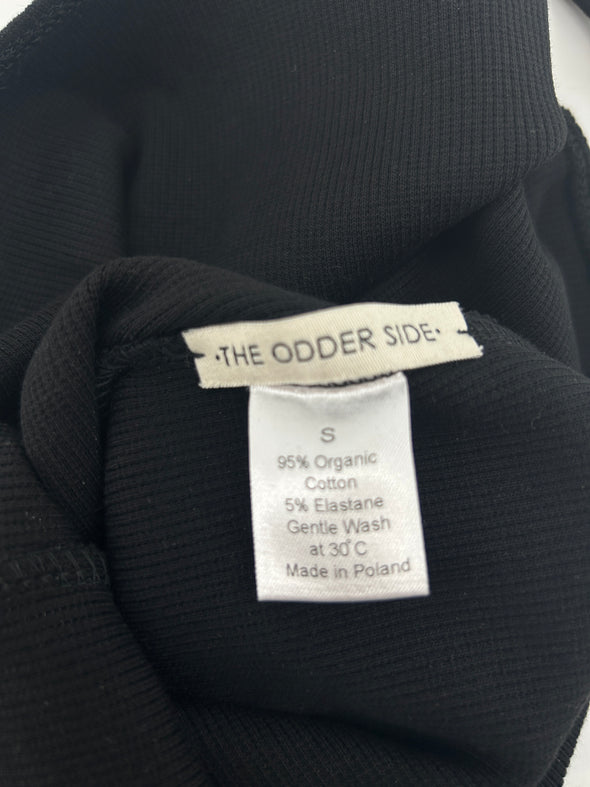 ·THE ODDER SIDE·
S
95% Organic
Cotton
5% Elastane
Gentle Wash
at 30°C
Made in Poland